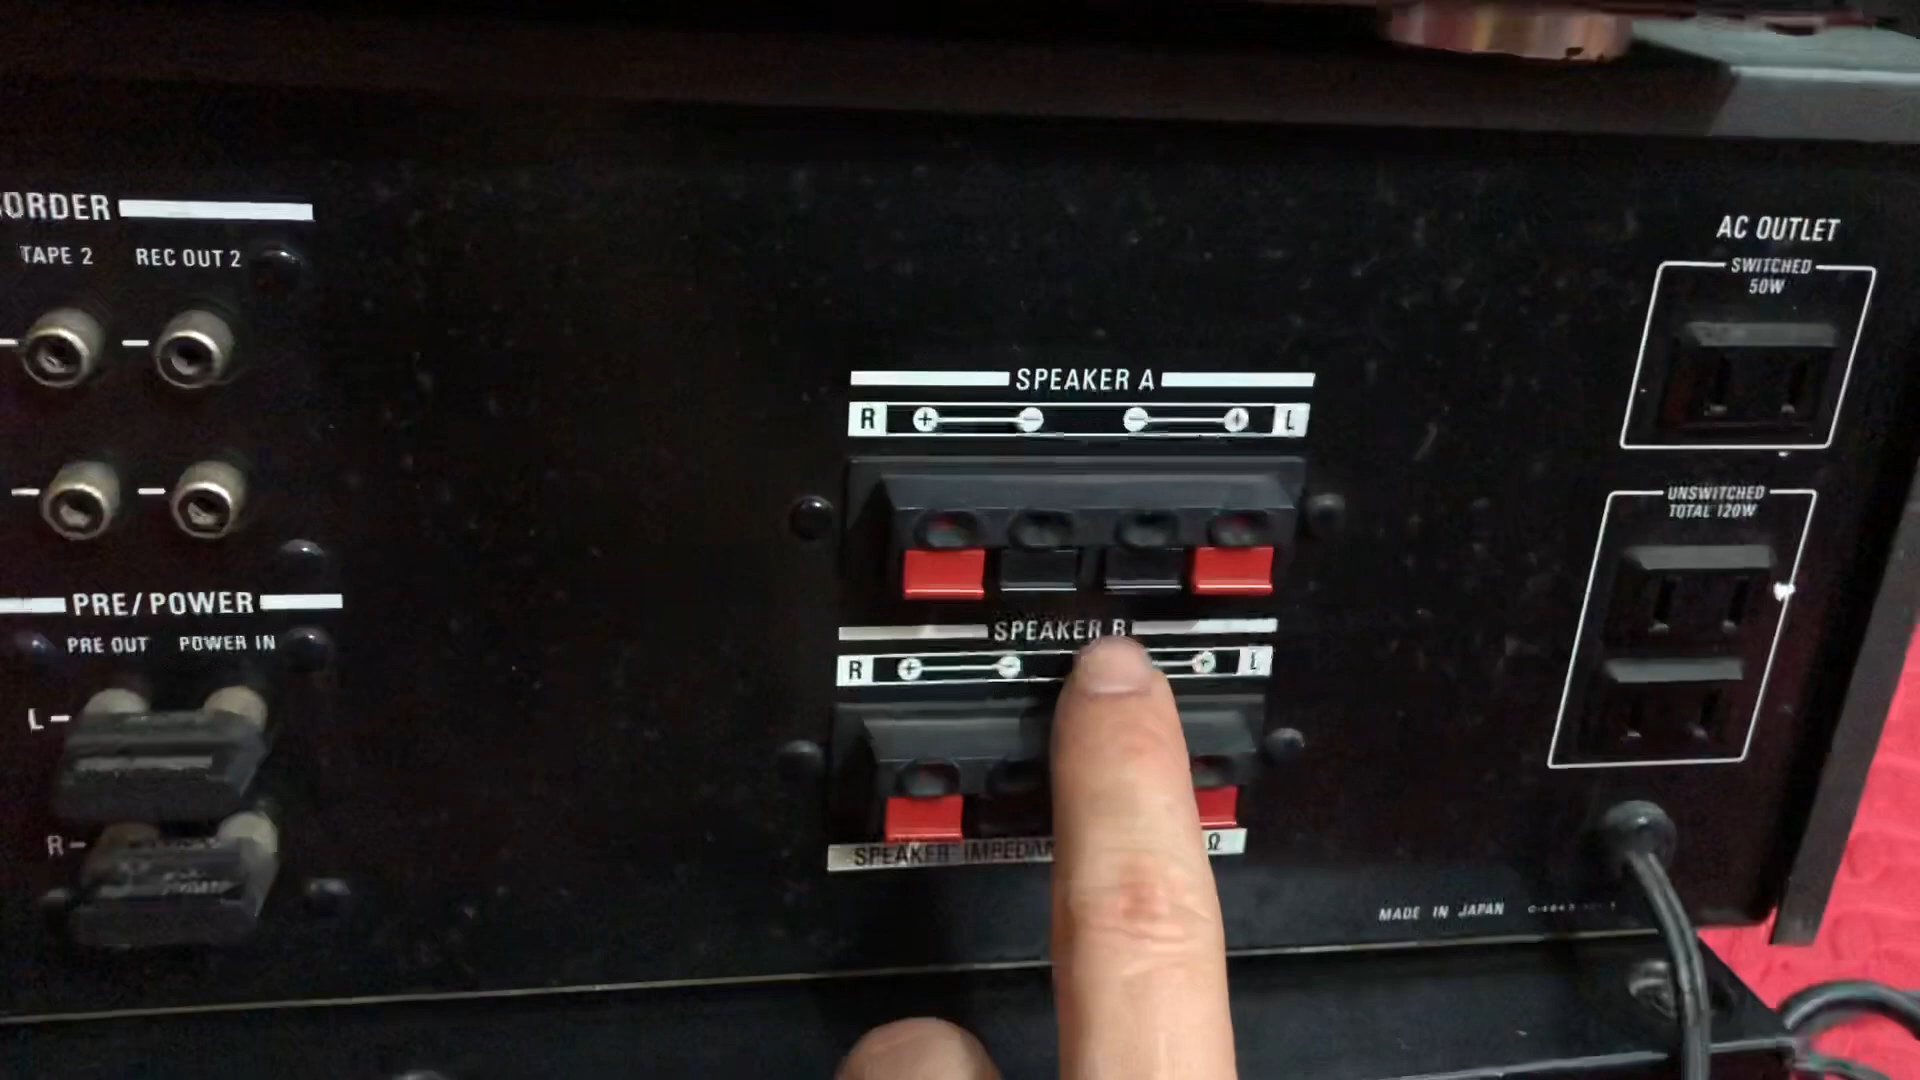 ORDER
TAPE 2 REC OUT 2
PRE/POWER
PRE OUT POWER IN
L
R
SPEAKER A
R + - - + L
SPEAKER B
R + - + L
SPEAKER IMPEDAN
Ω
AC OUTLET
SWITCHED
50W
UNSWITCHED
TOTAL 120W
MADE IN JAPAN